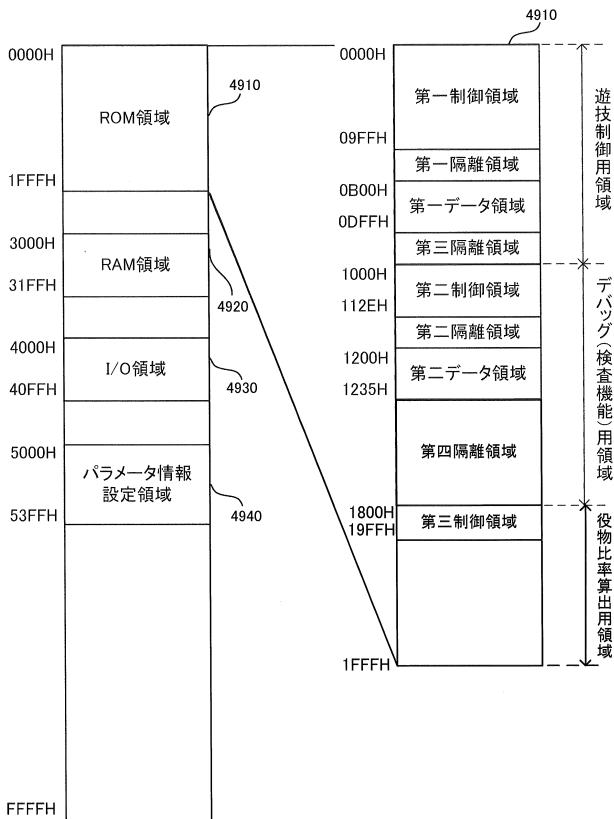 0000H
ROM領域
4910
1FFFH
3000H
RAM領域
31FFH
4920
4000H
I/O領域
40FFH
4930
5000H
パラメータ情報
設定領域
53FFH
4940
FFFFH
4910
0000H
第一制御領域
09FFH
第一隔離領域
0B00H
第一データ領域
0DFFH
第三隔離領域
1000H
第二制御領域
112EH
第二隔離領域
1200H
第二データ領域
1235H
第四隔離領域
1800H
第三制御領域
19FFH
1FFFH
遊技制御用領域
デバッグ(検査機能)用領域
役物比率算出用領域